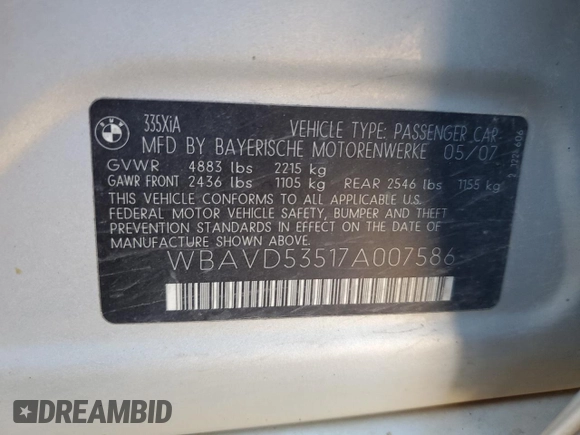 BMW
335XiA
VEHICLE TYPE: PASSENGER CAR
MFD BY BAYERISCHE MOTORENWERKE 05/07
GVWR 4883 lbs 2215 kg
GAWR FRONT 2436 lbs 1105 kg REAR 2546 lbs 1155 kg
THIS VEHICLE CONFORMS TO ALL APPLICABLE U.S.
FEDERAL MOTOR VEHICLE SAFETY, BUMPER AND THEFT
PREVENTION STANDARDS IN EFFECT ON THE DATE OF
MANUFACTURE SHOWN ABOVE.
WBAVD53517A007586
DREAMBID